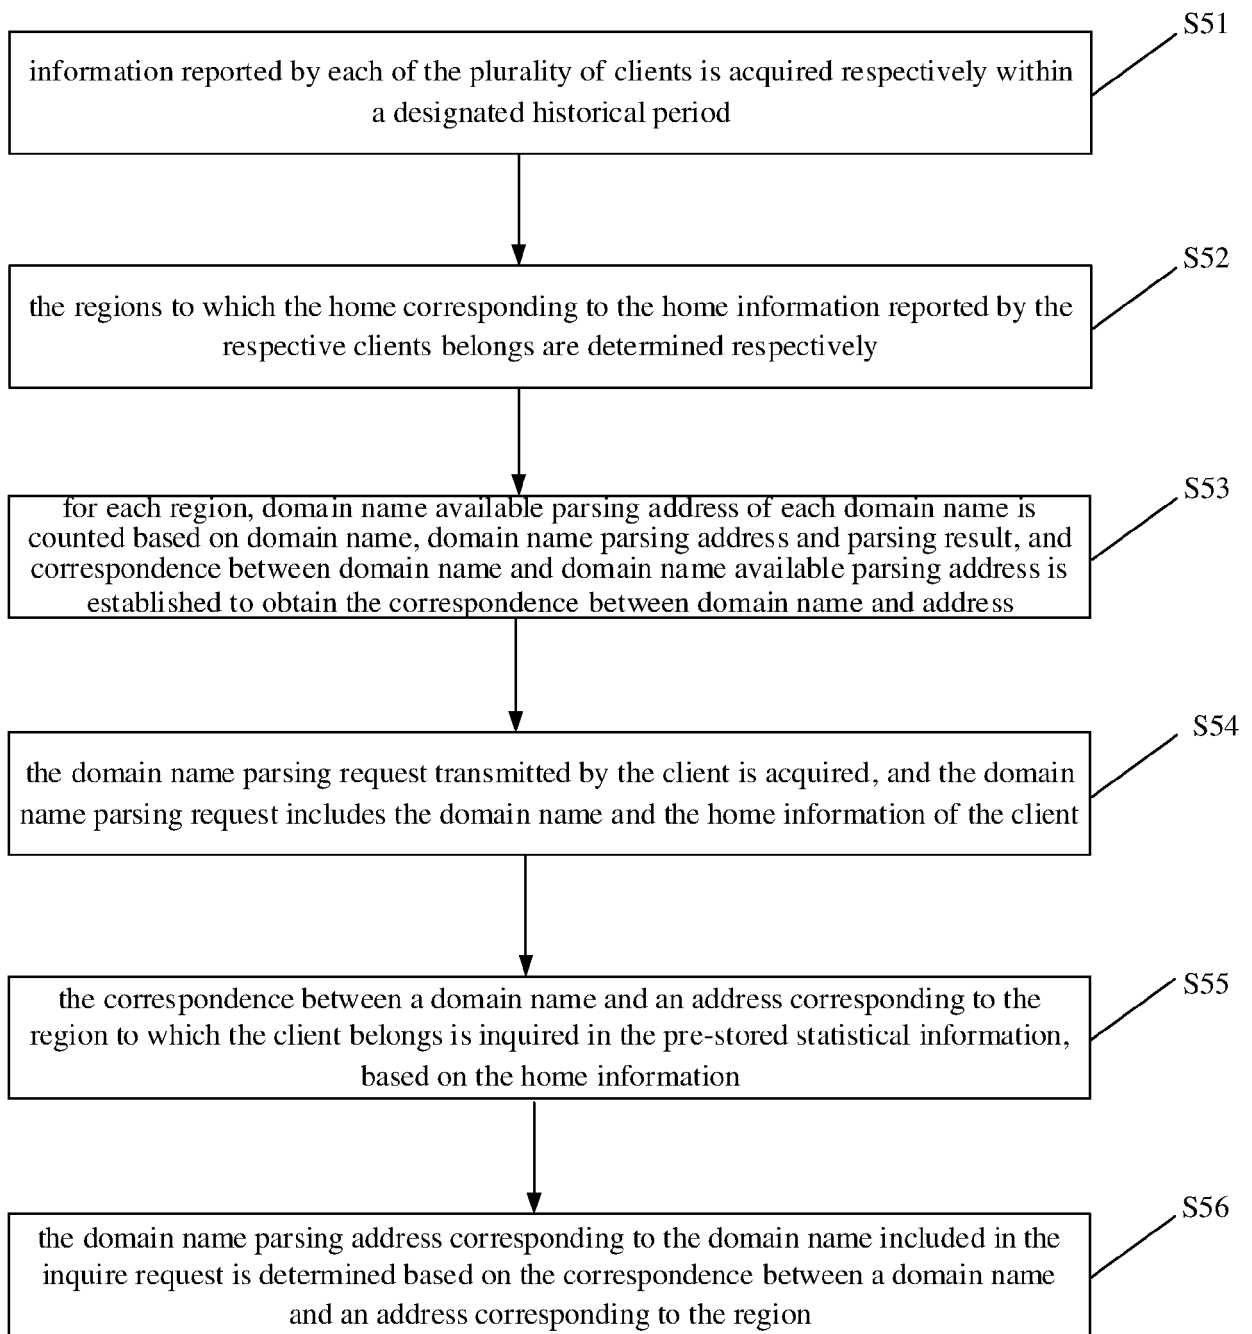 S51
information reported by each of the plurality of clients is acquired respectively within
a designated historical period
S52
the regions to which the home corresponding to the home information reported by the
respective clients belongs are determined respectively
S53
for each region, domain name available parsing address of each domain name is
counted based on domain name, domain name parsing address and parsing result, and
correspondence between domain name and domain name available parsing address is
established to obtain the correspondence between domain name and address
S54
the domain name parsing request transmitted by the client is acquired, and the domain
name parsing request includes the domain name and the home information of the client
S55
the correspondence between a domain name and an address corresponding to the
region to which the client belongs is inquired in the pre-stored statistical information,
based on the home information
S56
the domain name parsing address corresponding to the domain name included in the
inquire request is determined based on the correspondence between a domain name
and an address corresponding to the region